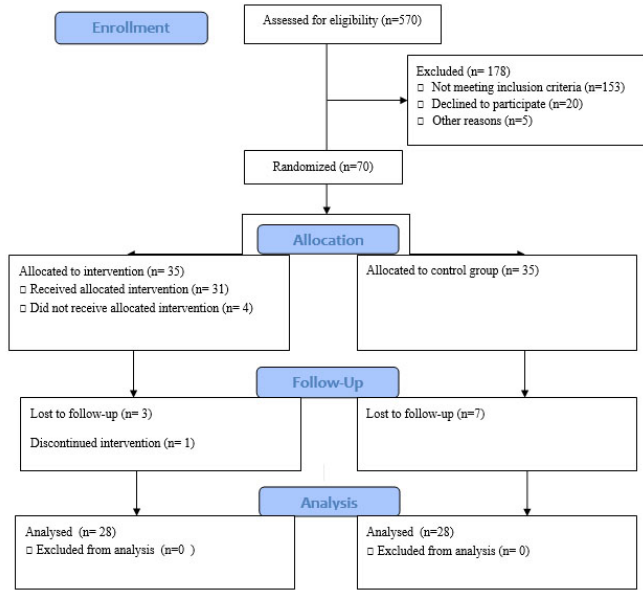 Enrollment
Assessed for eligibility (n=570)
Excluded (n= 178)
□ Not meeting inclusion criteria (n=153)
□ Declined to participate (n=20)
□ Other reasons (n=5)
Randomized (n=70)
Allocation
Allocated to intervention (n= 35)
□ Received allocated intervention (n= 31)
□ Did not receive allocated intervention (n= 4)
Allocated to control group (n= 35)
Follow-Up
Lost to follow-up (n= 3)
Discontinued intervention (n= 1)
Lost to follow-up (n=7)
Analysis
Analysed (n= 28)
□ Excluded from analysis (n=0 )
Analysed (n=28)
□ Excluded from analysis (n= 0)